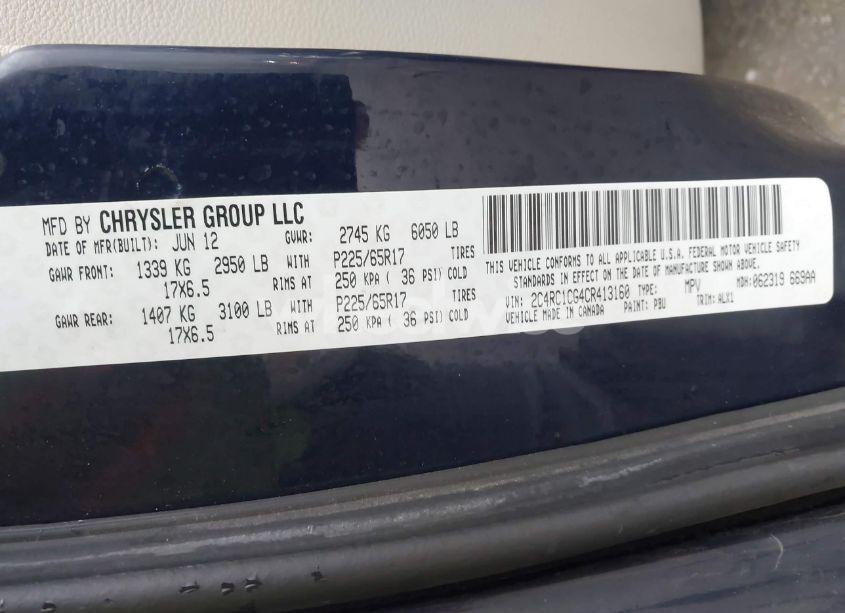 MFD BY CHRYSLER GROUP LLC
DATE OF MFR(BUILT): JUN 12 GVWR: 2745 KG 6050 LB
GAWR FRONT: 1339 KG 2950 LB WITH P225/65R17 TIRES
17X6.5 RIMS AT 250 KPA ( 36 PSI) COLD
GAWR REAR: 1407 KG 3100 LB WITH P225/65R17 TIRES
17X6.5 RIMS AT 250 KPA ( 36 PSI) COLD
THIS VEHICLE CONFORMS TO ALL APPLICABLE U.S.A. FEDERAL MOTOR VEHICLE SAFETY
STANDARDS IN EFFECT ON THE DATE OF MANUFACTURE SHOWN ABOVE.
VIN: 2C4RC1CG4CR413160 TYPE: MPV MDH: 062319 669AA
VEHICLE MADE IN CANADA PAINT: PBU TRIM: ALX1